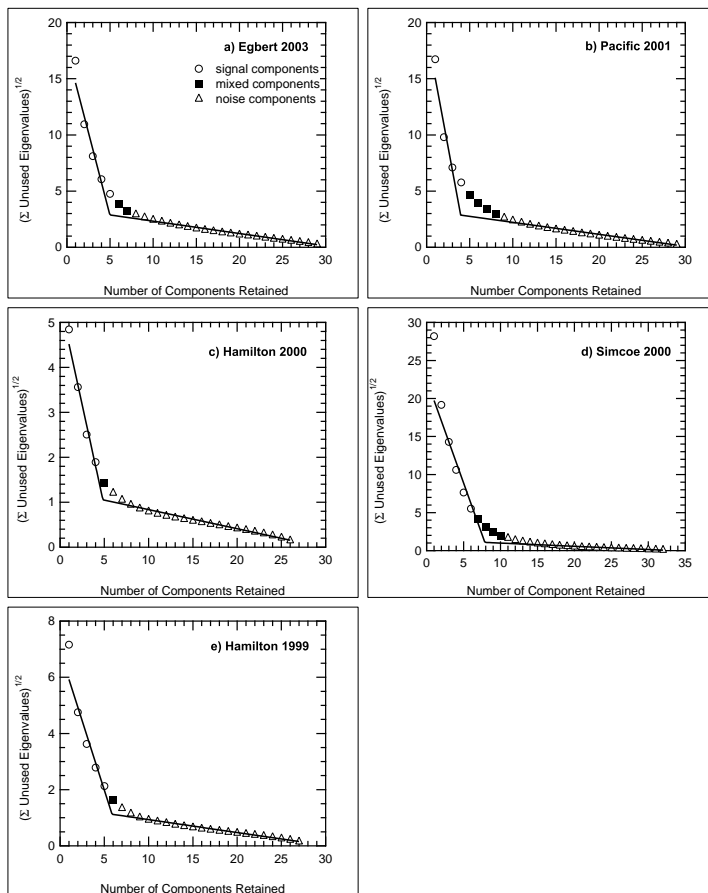 a) Egbert 2003
signal components
mixed components
noise components
(Σ Unused Eigenvalues)1/2
20
15
10
5
0
0 5 10 15 20 25 30
Number of Components Retained
b) Pacific 2001
(Σ Unused Eigenvalues)1/2
20
15
10
5
0
0 5 10 15 20 25 30
Number Components Retained
c) Hamilton 2000
(Σ Unused Eigenvalues)1/2
5
4
3
2
1
0
0 5 10 15 20 25 30
Number of Components Retained
d) Simcoe 2000
(Σ Unused Eigenvalues)1/2
30
25
20
15
10
5
0
0 5 10 15 20 25 30 35
Number of Components Retained
e) Hamilton 1999
(Σ Unused Eigenvalues)1/2
8
6
4
2
0
0 5 10 15 20 25 30
Number of Components Retained